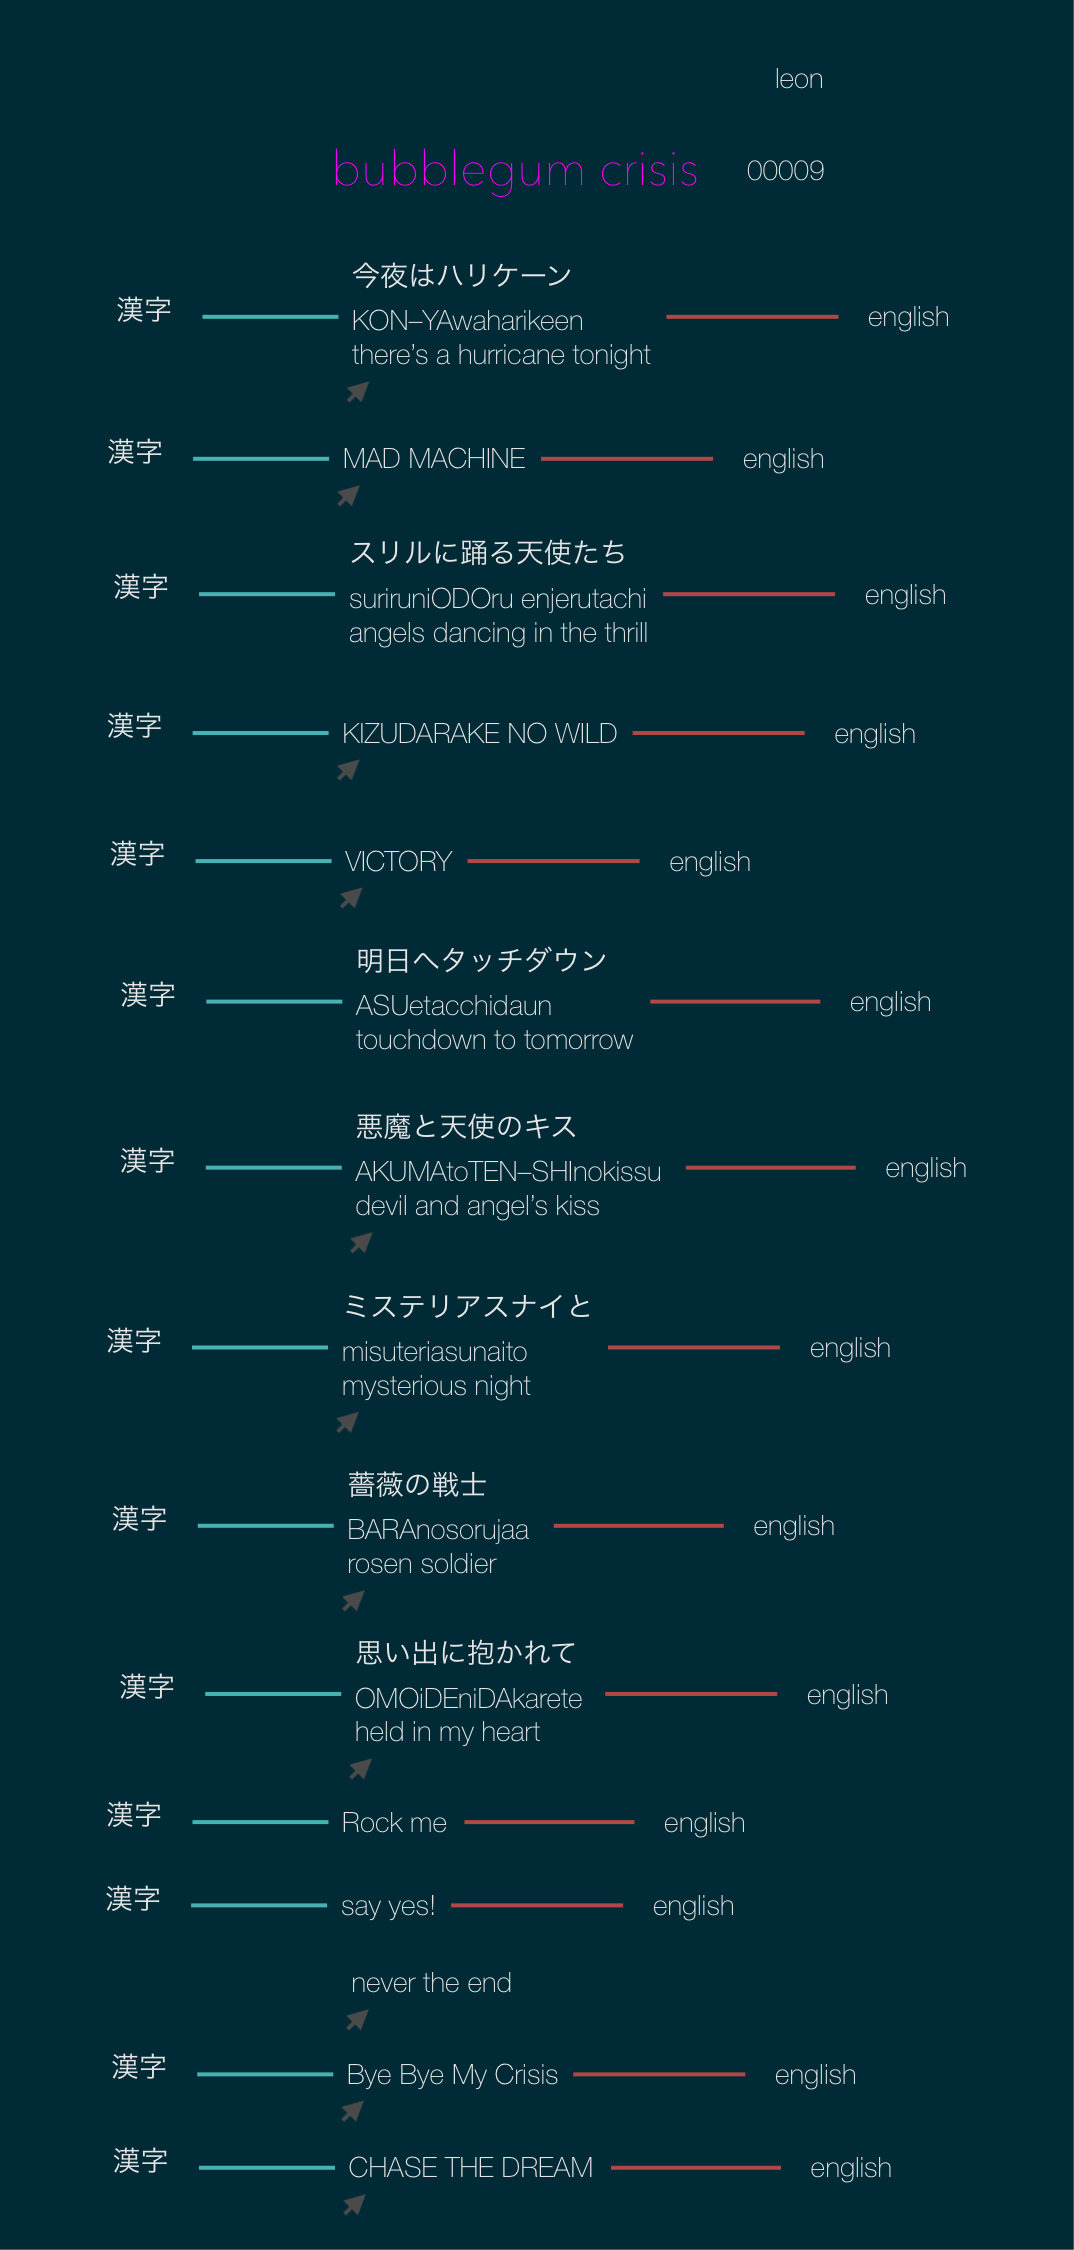 leon
bubblegum crisis 00009
今夜はハリケーン
漢字 KON–YAwaharikeen english
there’s a hurricane tonight
漢字 MAD MACHINE english
スリルに踊る天使たち
漢字 suriruniODOru enjerutachi english
angels dancing in the thrill
漢字 KIZUDARAKE NO WILD english
漢字 VICTORY english
明日へタッチダウン
漢字 ASUetacchidaun english
touchdown to tomorrow
悪魔と天使のキス
漢字 AKUMAtoTEN–SHInokissu english
devil and angel’s kiss
ミステリアスナイと
漢字 misuteriasunaito english
mysterious night
薔薇の戦士
漢字 BARAnosorujaa english
rosen soldier
思い出に抱かれて
漢字 OMOiDEniDAkarete english
held in my heart
漢字 Rock me english
漢字 say yes! english
never the end
漢字 Bye Bye My Crisis english
漢字 CHASE THE DREAM english